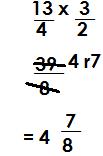 13/4 x 3/2
39/8 4 r7
= 4 7/8